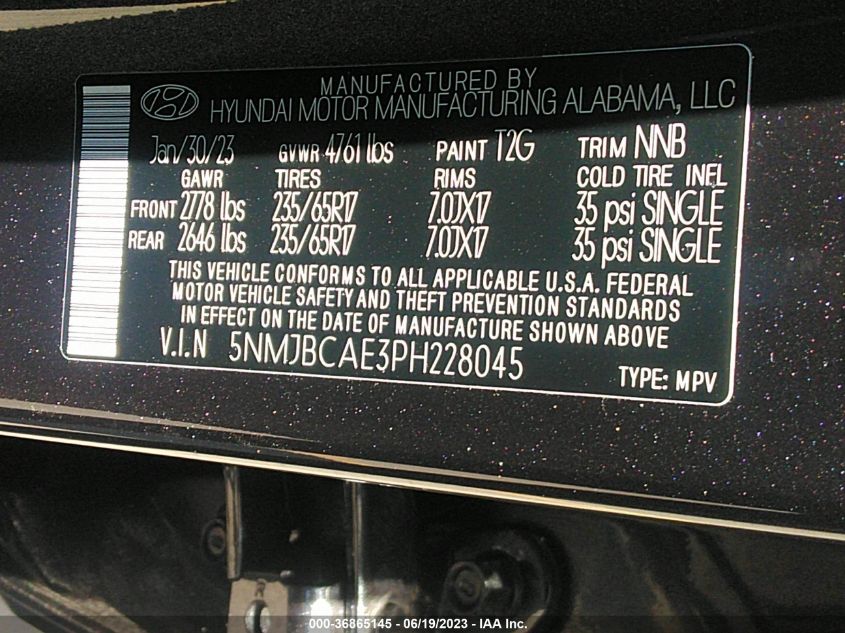 MANUFACTURED BY
HYUNDAI MOTOR MANUFACTURING ALABAMA, LLC
Jan/30/23 GVWR 4761 lbs PAINT T2G TRIM NNB
GAWR TIRES RIMS COLD TIRE INFL
FRONT 2778 lbs 235/65R17 7.0JX17 35 psi SINGLE
REAR 2646 lbs 235/65R17 7.0JX17 35 psi SINGLE
THIS VEHICLE CONFORMS TO ALL APPLICABLE U.S.A. FEDERAL
MOTOR VEHICLE SAFETY AND THEFT PREVENTION STANDARDS
IN EFFECT ON THE DATE OF MANUFACTURE SHOWN ABOVE
V.I.N 5NMJBCAE3PH228045
TYPE: MPV
000-36865145 - 06/19/2023 - IAA Inc.